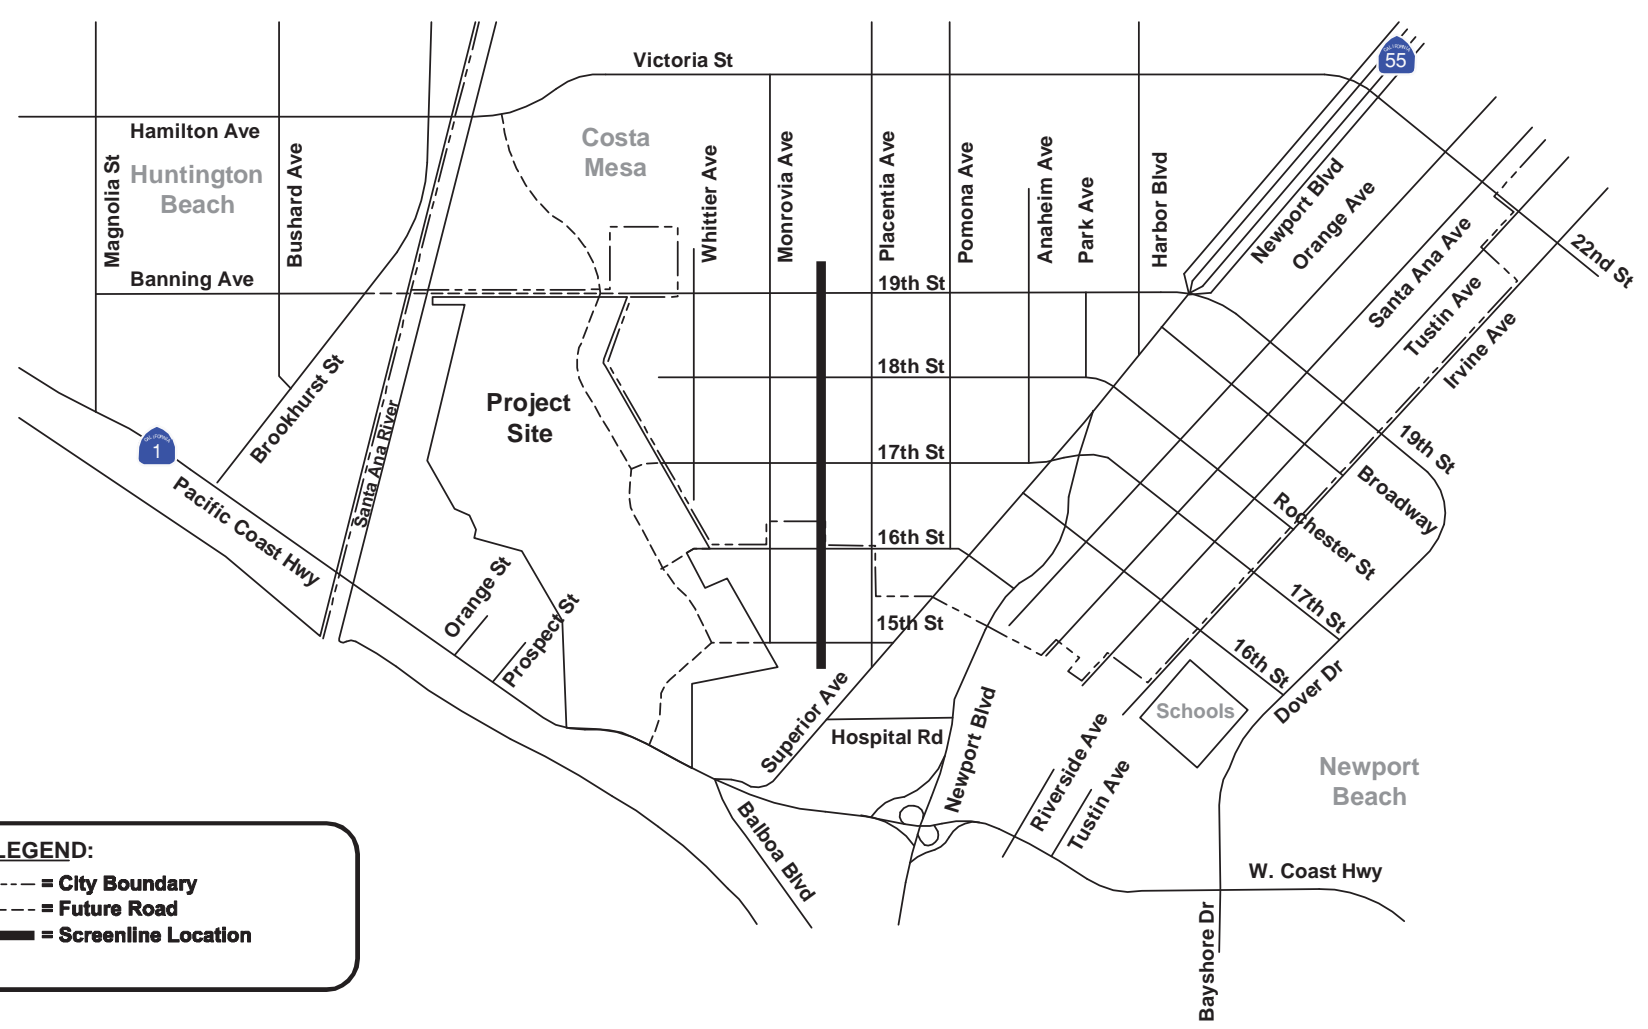 Victoria St
CALIFORNIA
55
Hamilton Ave
Huntington
Beach
Costa
Mesa
Magnolia St
Bushard Ave
Whittier Ave
Monrovia Ave
Placentia Ave
Pomona Ave
Anaheim Ave
Park Ave
Harbor Blvd
Newport Blvd
Orange Ave
Santa Ana Ave
Tustin Ave
Irvine Ave
22nd St
Banning Ave
19th St
18th St
17th St
16th St
15th St
Brookhurst St
Santa Ana River
Project
Site
CALIFORNIA
1
Pacific Coast Hwy
Orange St
Prospect St
19th St
Broadway
Rochester St
17th St
16th St
Dover Dr
Schools
Superior Ave
Hospital Rd
Newport Blvd
Riverside Ave
Tustin Ave
Newport
Beach
Balboa Blvd
W. Coast Hwy
Bayshore Dr
LEGEND:
= City Boundary
= Future Road
= Screenline Location